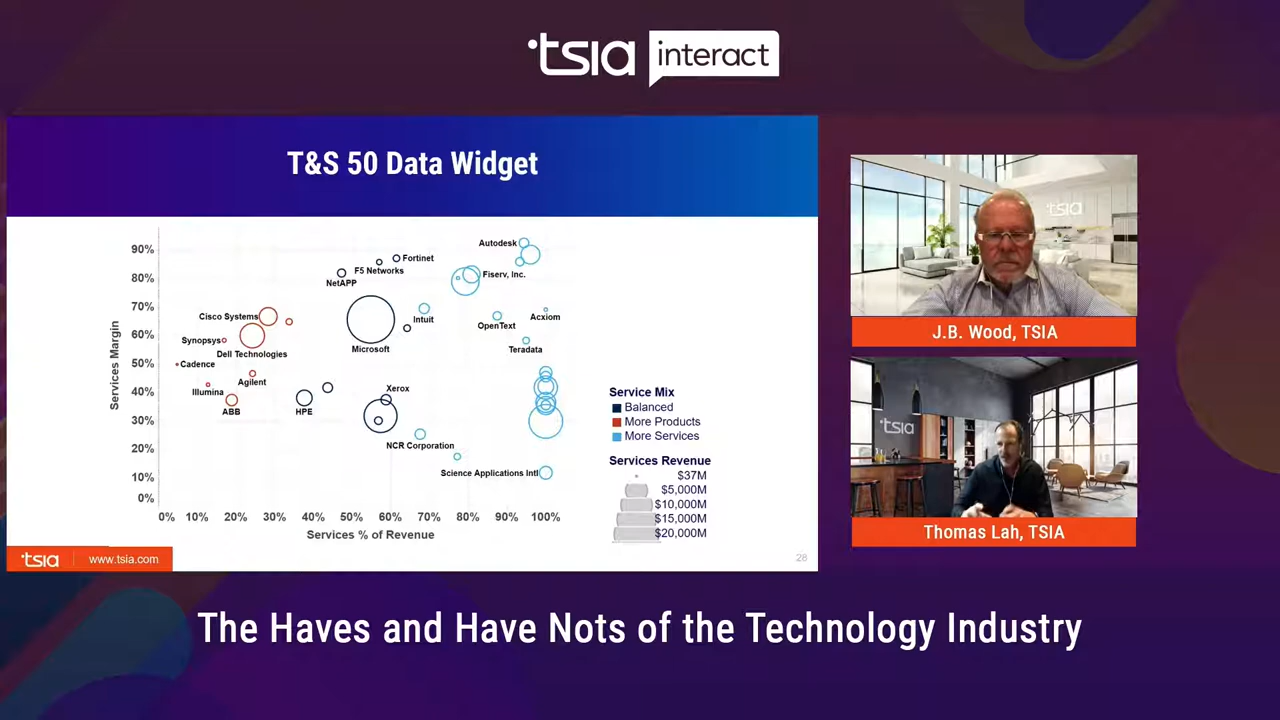 tsia interact
T&S 50 Data Widget
Services Margin
90%
80%
70%
60%
50%
40%
30%
20%
10%
0%
Autodesk
Fortinet
F5 Networks
Fiserv, Inc.
NetAPP
Cisco Systems
Intuit
OpenText
Acxiom
Synopsys
Dell Technologies
Microsoft
Teradata
Cadence
Agilent
Illumina
Xerox
ABB
HPE
NCR Corporation
Science Applications Intl
0% 10% 20% 30% 40% 50% 60% 70% 80% 90% 100%
Services % of Revenue
Service Mix
Balanced
More Products
More Services
Services Revenue
$37M
$5,000M
$10,000M
$15,000M
$20,000M
tsia www.tsia.com
28
tsia
J.B. Wood, TSIA
tsia
Thomas Lah, TSIA
The Haves and Have Nots of the Technology Industry